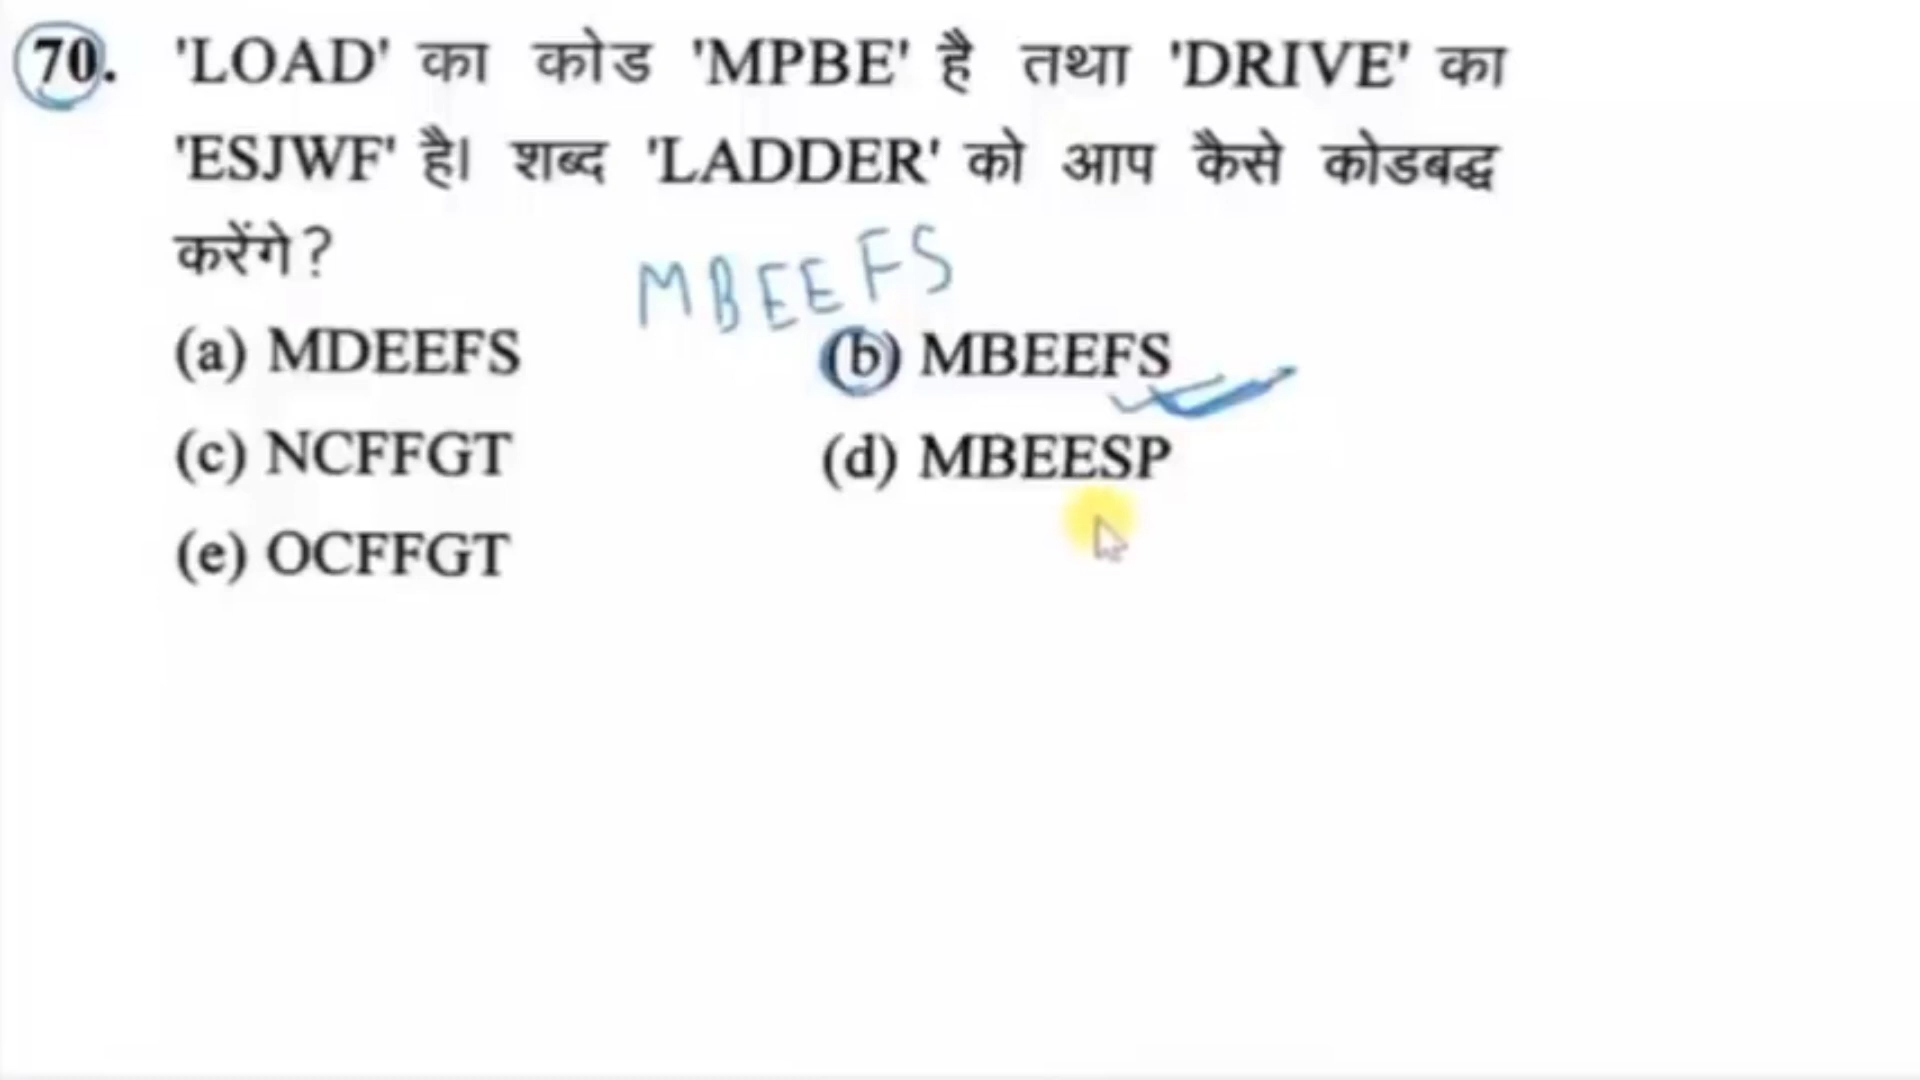 70. 'LOAD' का कोड 'MPBE' है तथा 'DRIVE' का
'ESJWF' है। शब्द 'LADDER' को आप कैसे कोडबद्ध
करेंगे?
MBEEFS
(a) MDEEFS (b) MBEEFS
(c) NCFFGT (d) MBEESP
(e) OCFFGT